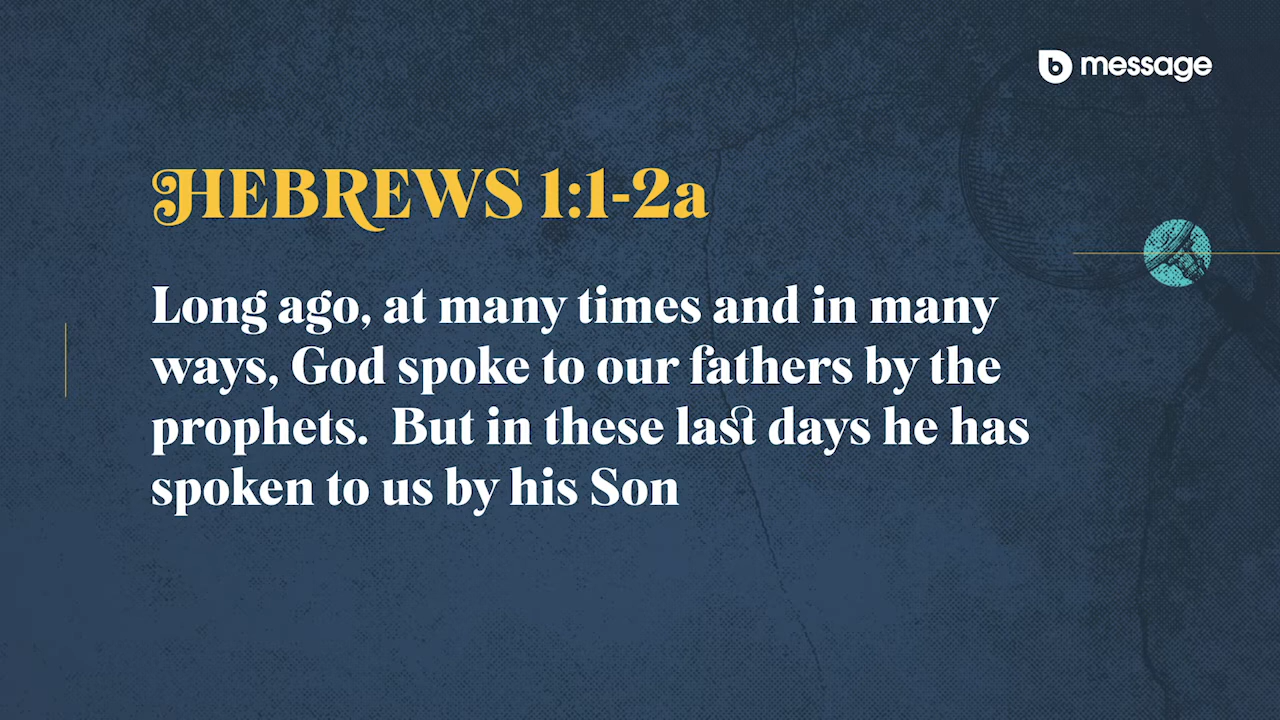 b message
HEBREWS 1:1-2a
Long ago, at many times and in many
ways, God spoke to our fathers by the
prophets.  But in these last days he has
spoken to us by his Son